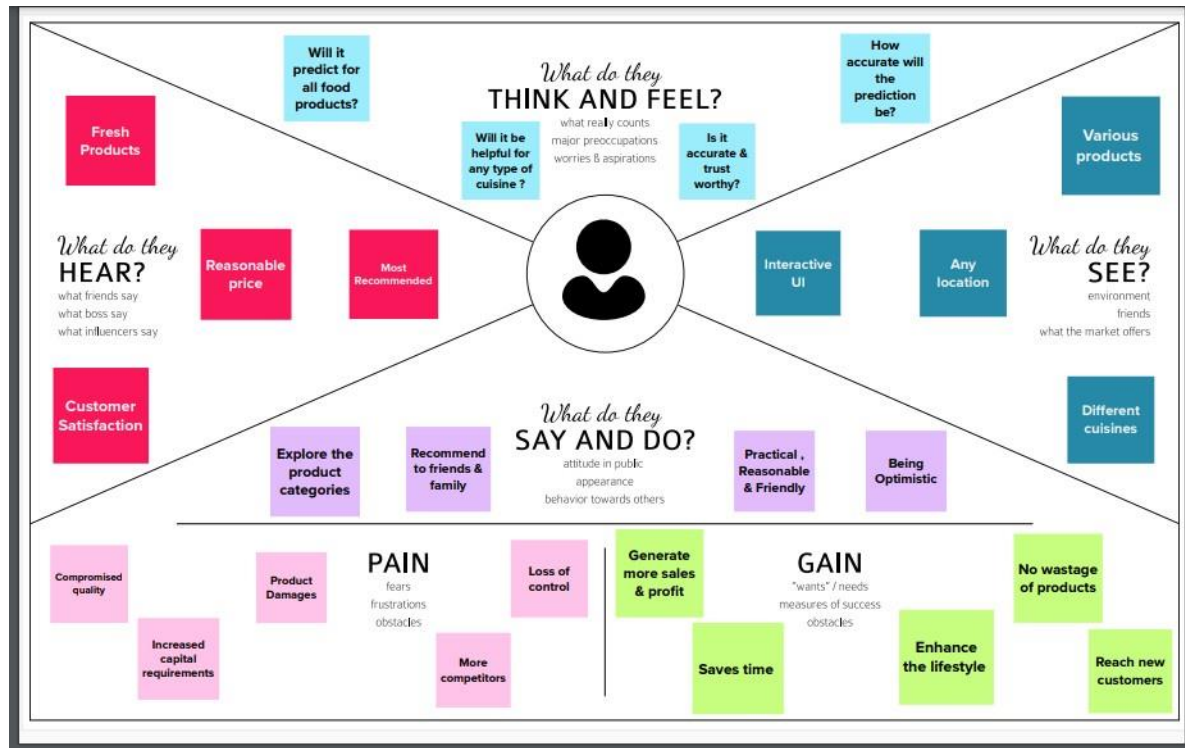 Will it
predict for
all food
products?
What do they
THINK AND FEEL?
what really counts
major preoccupations
worries & aspirations
Will it be
helpful for
any type of
cuisine ?
Is it
accurate &
trust
worthy?
How
accurate will
the
prediction
be?
Fresh
Products
What do they
HEAR?
what friends say
what boss say
what influencers say
Reasonable
price
Most
Recommended
Customer
Satisfaction
Interactive
UI
Any
location
Various
products
What do they
SEE?
environment
friends
what the market offers
Different
cuisines
What do they
SAY AND DO?
attitude in public
appearance
behavior towards others
Explore the
product
categories
Recommend
to friends &
family
Practical ,
Reasonable
& Friendly
Being
Optimistic
PAIN
fears
frustrations
obstacles
Compromised
quality
Increased
capital
requirements
Product
Damages
More
competitors
Loss of
control
GAIN
"wants" / needs
measures of success
obstacles
Generate
more sales
& profit
Saves time
Enhance
the lifestyle
No wastage
of products
Reach new
customers